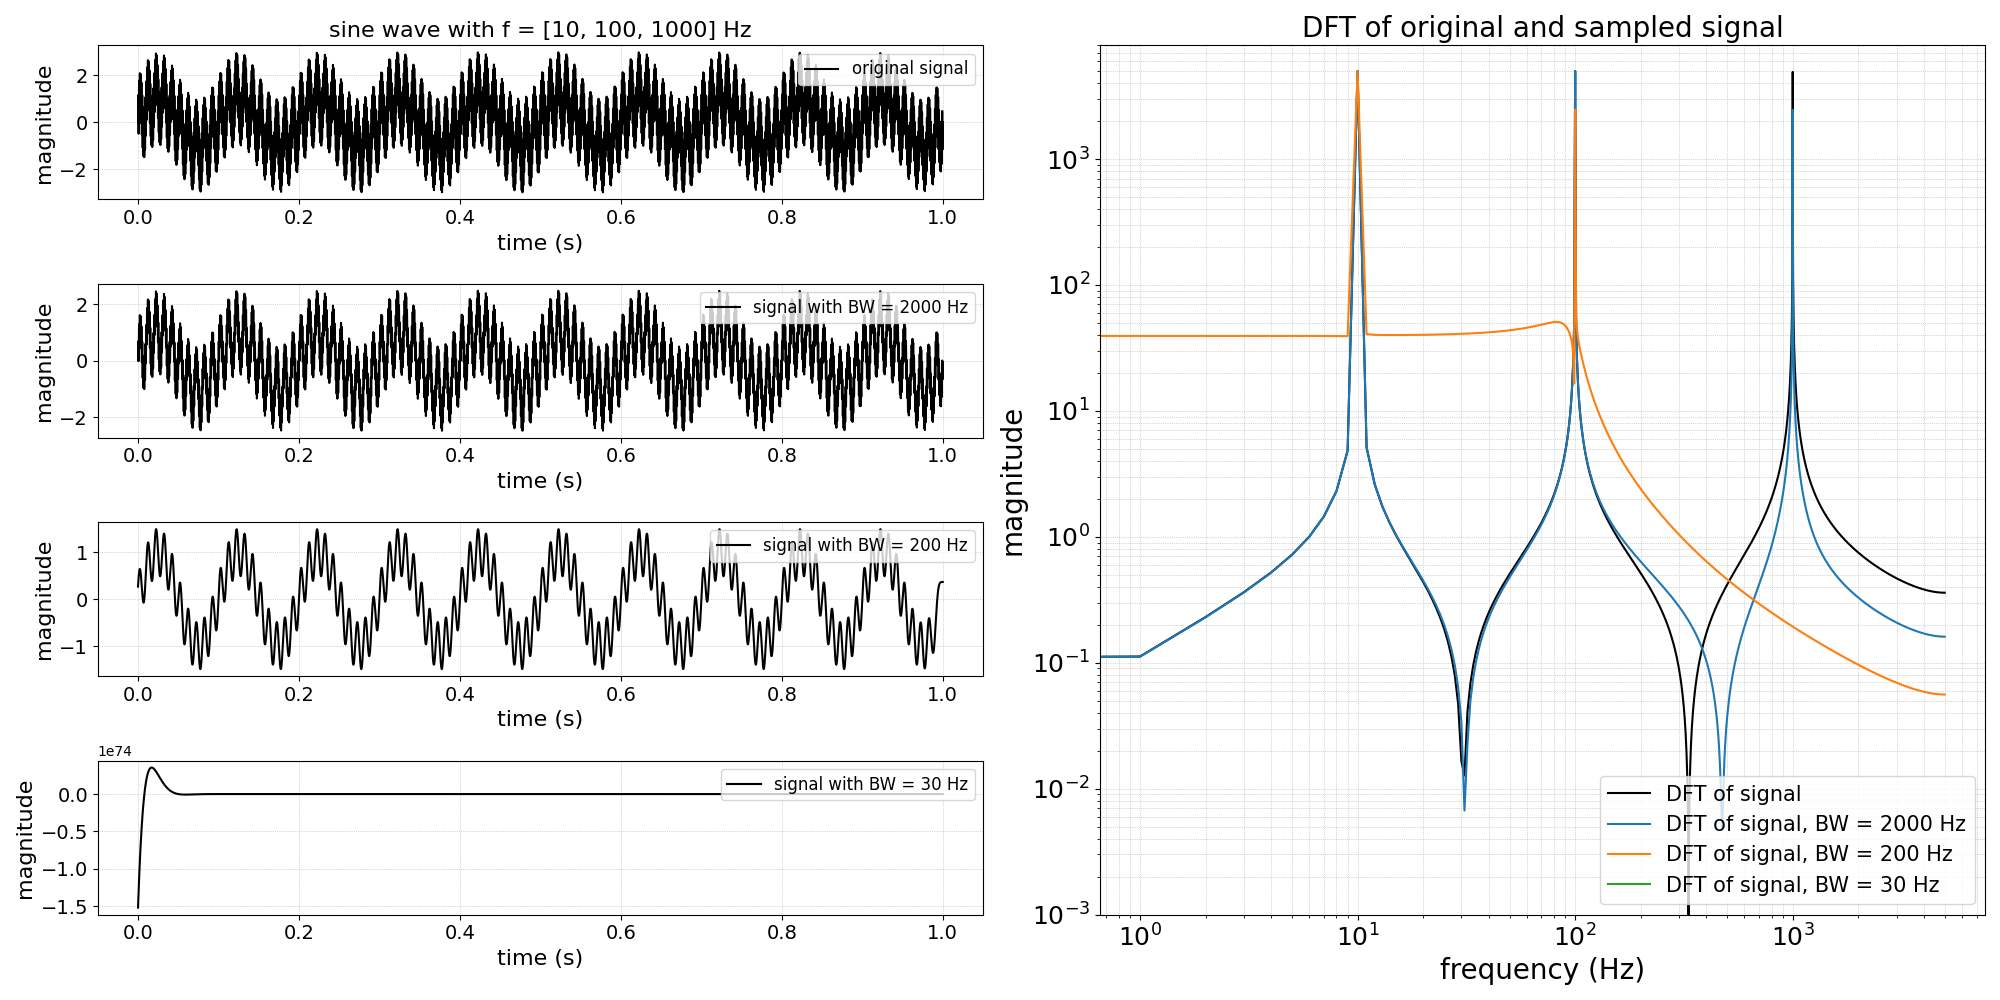 sine wave with f = [10, 100, 1000] Hz
magnitude
2
0
−2
original signal
0.0 0.2 0.4 0.6 0.8 1.0
time (s)
magnitude
2
0
−2
signal with BW = 2000 Hz
0.0 0.2 0.4 0.6 0.8 1.0
time (s)
magnitude
1
0
−1
signal with BW = 200 Hz
0.0 0.2 0.4 0.6 0.8 1.0
time (s)
1e74
magnitude
0.0
−0.5
−1.0
−1.5
signal with BW = 30 Hz
0.0 0.2 0.4 0.6 0.8 1.0
time (s)
DFT of original and sampled signal
magnitude
10³
10²
10¹
10⁰
10⁻¹
10⁻²
10⁻³
DFT of signal
DFT of signal, BW = 2000 Hz
DFT of signal, BW = 200 Hz
DFT of signal, BW = 30 Hz
10⁰ 10¹ 10² 10³
frequency (Hz)